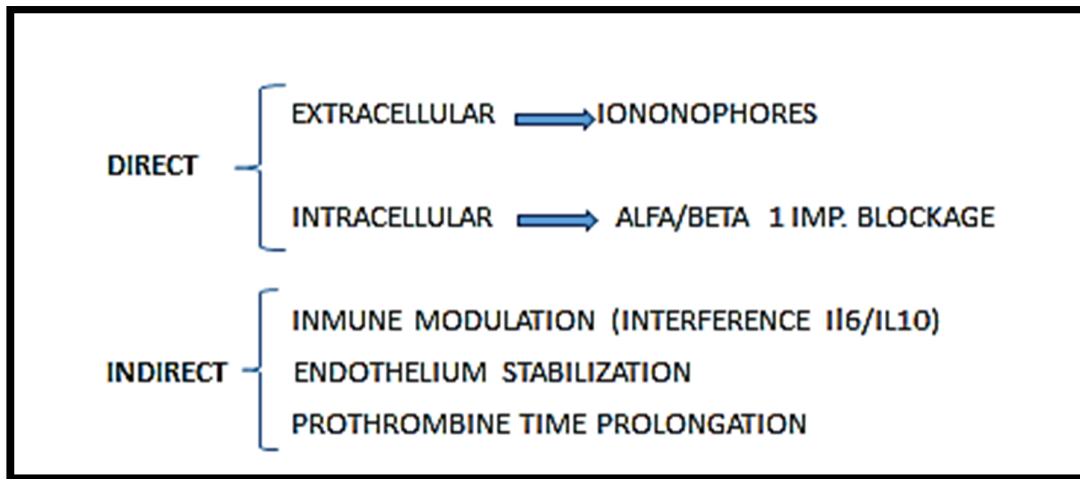 EXTRACELLULAR IONONOPHORES
DIRECT
INTRACELLULAR ALFA/BETA 1 IMP. BLOCKAGE
INMUNE MODULATION (INTERFERENCE Il6/IL10)
INDIRECT ENDOTHELIUM STABILIZATION
PROTHROMBINE TIME PROLONGATION